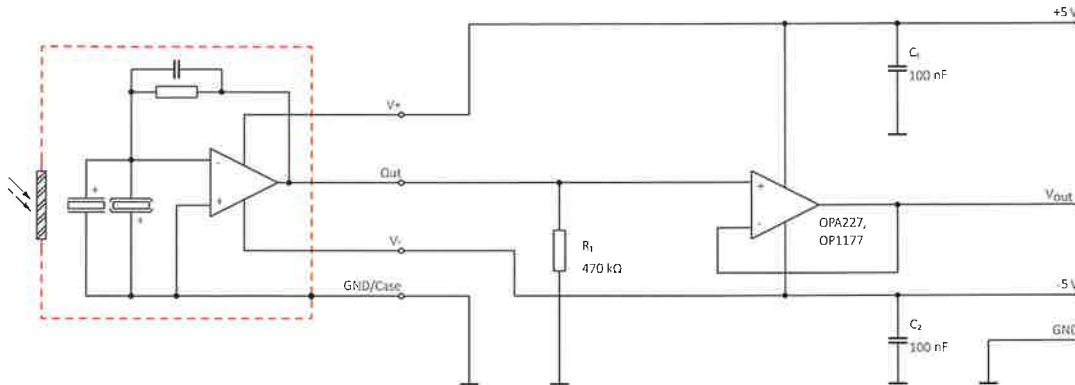 +5 V
C₁
100 nF
V+
-
+
+
+
Out
+
-
Vout
OPA227,
OP1177
V-
R₁
470 kΩ
GND/Case
-5 V
C₂
100 nF
GND